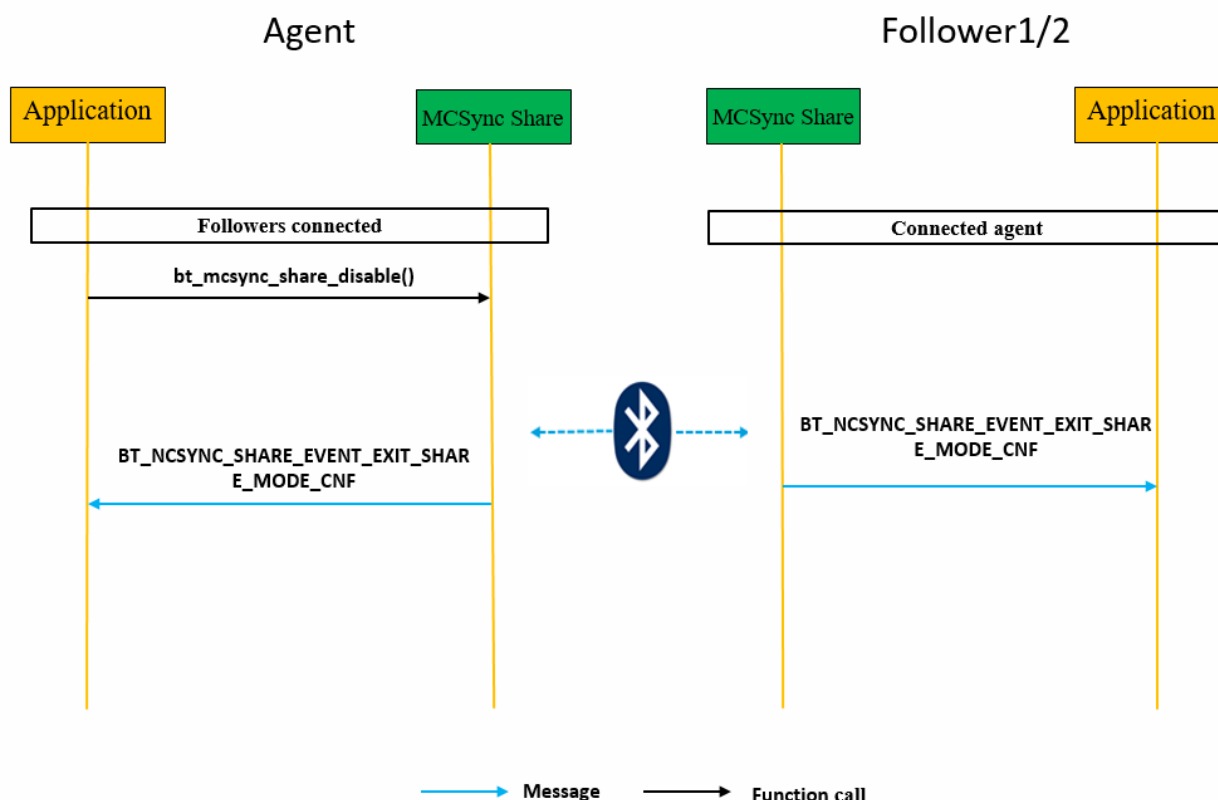 Agent
Follower1/2
Application
MCSync Share
MCSync Share
Application
Followers connected
Connected agent
bt_mcsync_share_disable()
BT_NCSYNC_SHARE_EVENT_EXIT_SHAR
E_MODE_CNF
BT_NCSYNC_SHARE_EVENT_EXIT_SHAR
E_MODE_CNF
Message
Function call